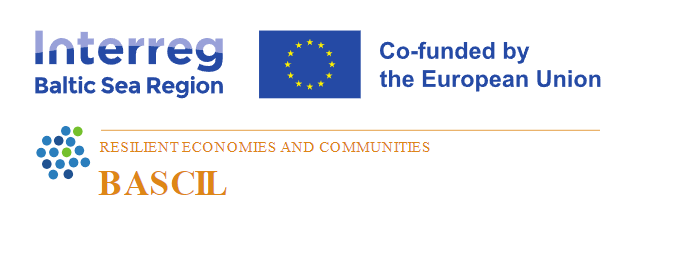 Interreg
Baltic Sea Region
Co-funded by
the European Union
RESILIENT ECONOMIES AND COMMUNITIES
BASCIL